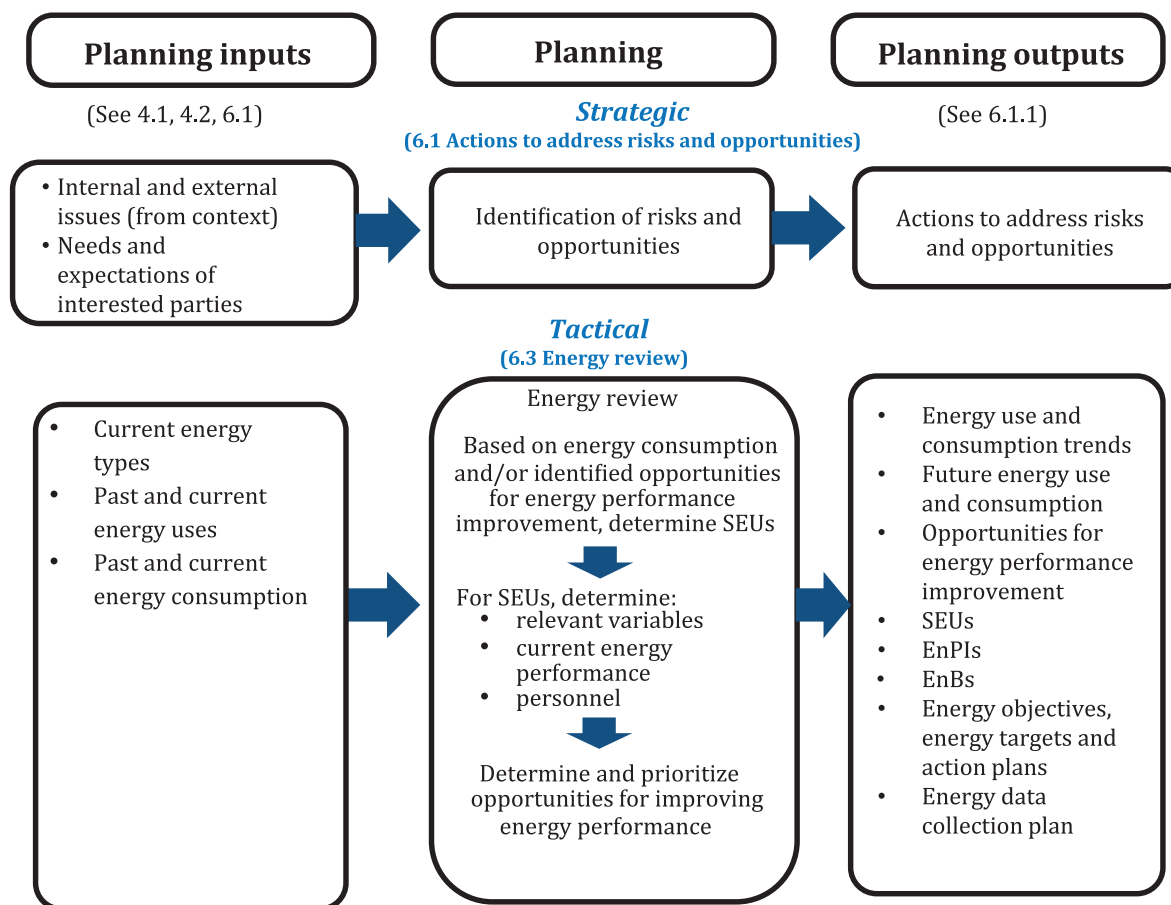 Planning inputs
Planning
Planning outputs
(See 4.1, 4.2, 6.1)
Strategic
(6.1 Actions to address risks and opportunities)
(See 6.1.1)
• Internal and external
issues (from context)
• Needs and
expectations of
interested parties
Identification of risks and
opportunities
Actions to address risks
and opportunities
Tactical
(6.3 Energy review)
• Current energy
types
• Past and current
energy uses
• Past and current
energy consumption
Energy review
Based on energy consumption
and/or identified opportunities
for energy performance
improvement, determine SEUs
For SEUs, determine:
• relevant variables
• current energy
performance
• personnel
Determine and prioritize
opportunities for improving
energy performance
• Energy use and
consumption trends
• Future energy use
and consumption
• Opportunities for
energy performance
improvement
• SEUs
• EnPIs
• EnBs
• Energy objectives,
energy targets and
action plans
• Energy data
collection plan